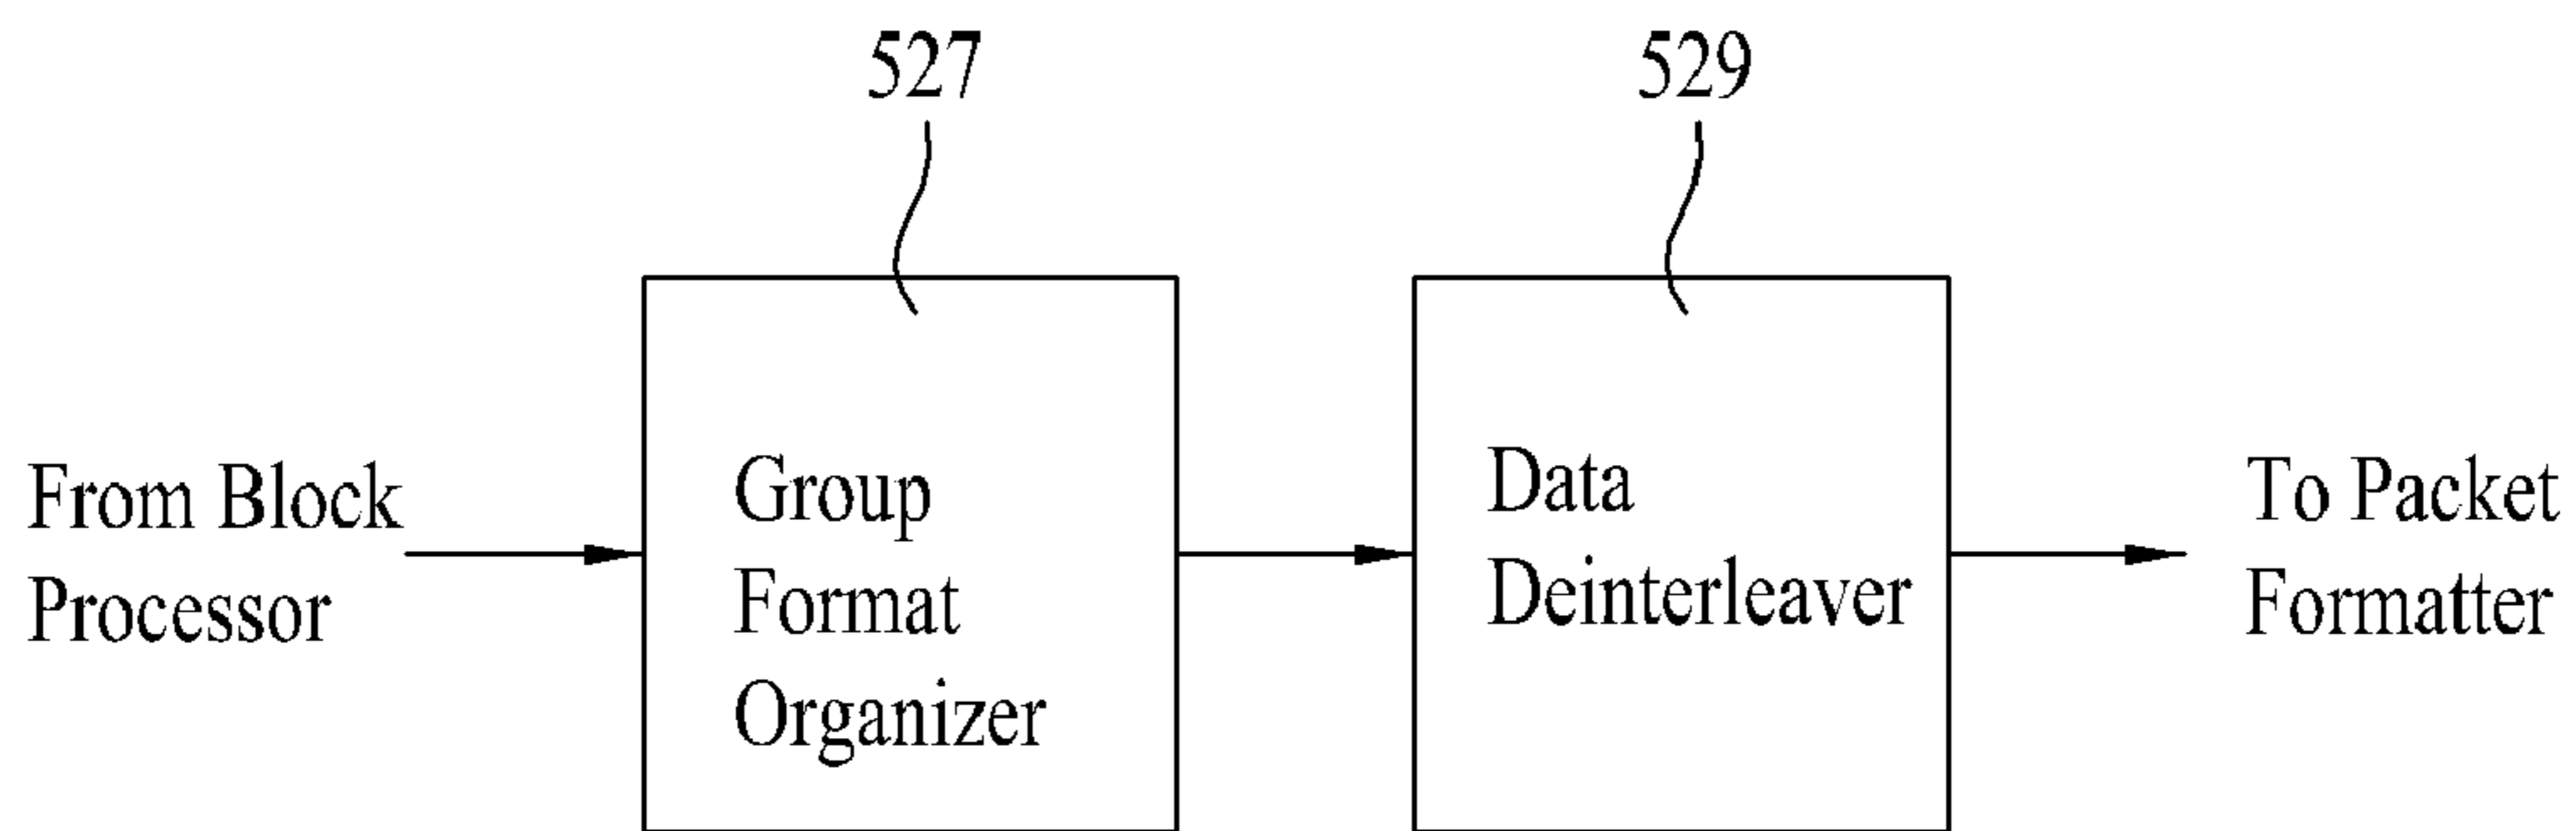 527
529
From Block
Processor
Group
Format
Organizer
Data
Deinterleaver
To Packet
Formatter